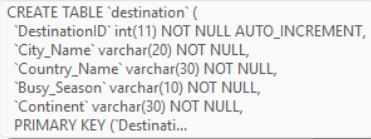 CREATE TABLE `destination` (
`DestinationID` int(11) NOT NULL AUTO_INCREMENT,
`City_Name` varchar(20) NOT NULL,
`Country_Name` varchar(30) NOT NULL,
`Busy_Season` varchar(10) NOT NULL,
`Continent` varchar(30) NOT NULL,
PRIMARY KEY (`Destinati...